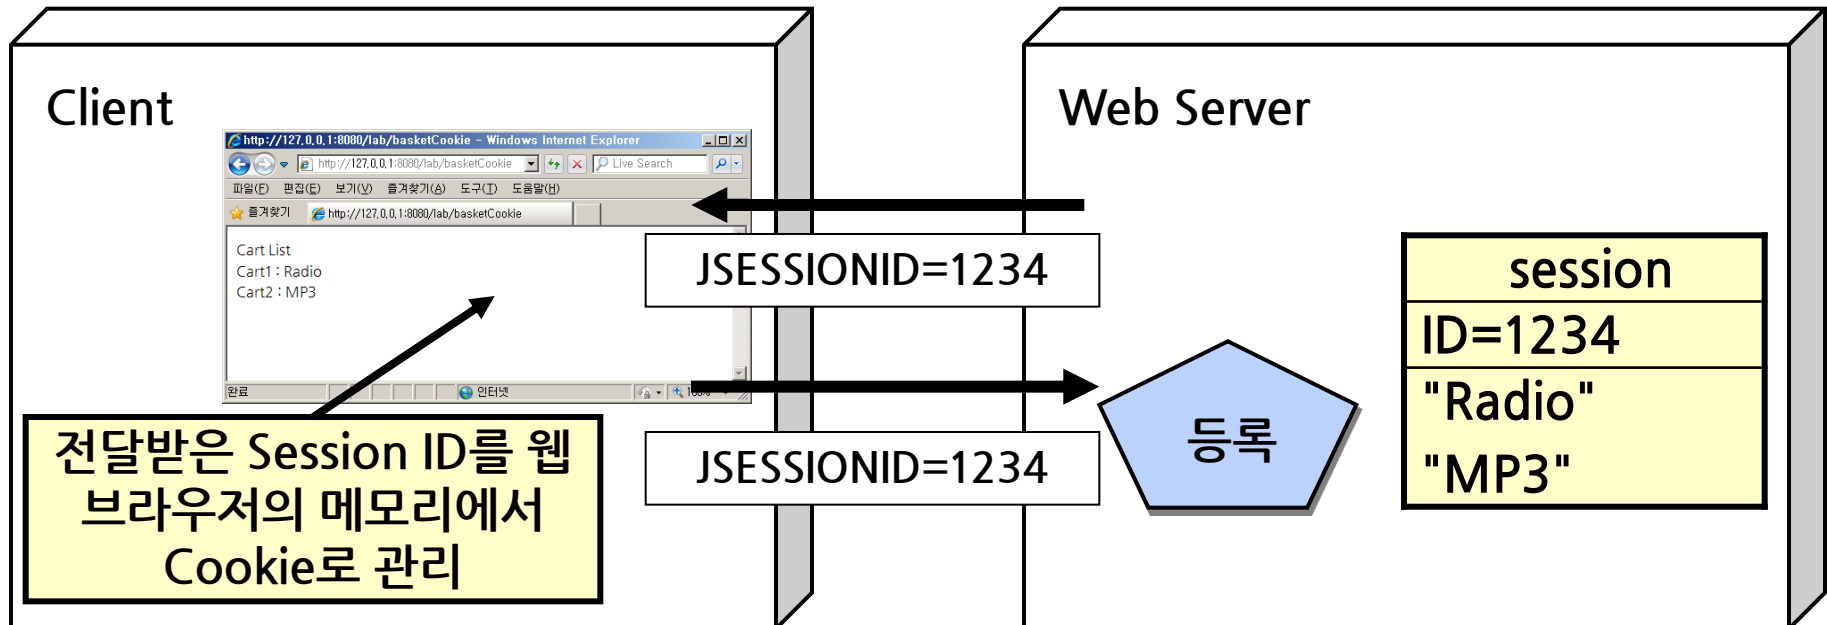 Client
http://127.0.0.1:8080/lab/basketCookie - Windows Internet Explorer
http://127.0.0.1:8080/lab/basketCookie
Live Search
파일(F) 편집(E) 보기(V) 즐겨찾기(A) 도구(T) 도움말(H)
즐겨찾기
http://127.0.0.1:8080/lab/basketCookie
Cart List
Cart1 : Radio
Cart2 : MP3
완료
인터넷
전달받은 Session ID를 웹
브라우저의 메모리에서
Cookie로 관리
JSESSIONID=1234
JSESSIONID=1234
Web Server
등록
session
ID=1234
"Radio"
"MP3"